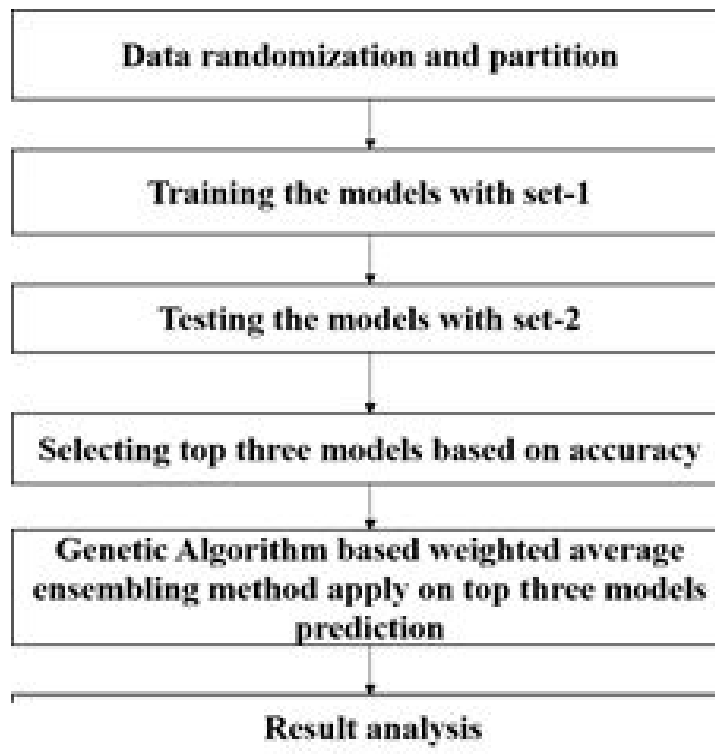 Data randomization and partition
Training the models with set-1
Testing the models with set-2
Selecting top three models based on accuracy
Genetic Algorithm based weighted average
ensembling method apply on top three models
prediction
Result analysis